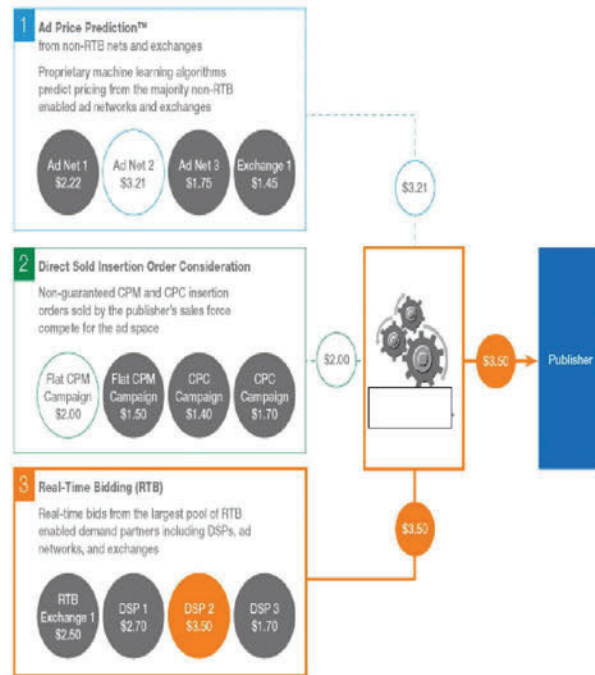 1
Ad Price Prediction™
from non-RTB nets and exchanges
Proprietary machine learning algorithms
predict pricing from the majority non-RTB
enabled ad networks and exchanges
Ad Net 1
$2.22
Ad Net 2
$3.21
Ad Net 3
$1.75
Exchange 1
$1.45
$3.21
2
Direct Sold Insertion Order Consideration
Non-guaranteed CPM and CPC insertion
orders sold by the publisher's sales force
compete for the ad space
Flat CPM
Campaign
$2.00
Flat CPM
Campaign
$1.50
CPC
Campaign
$1.40
CPC
Campaign
$1.70
$2.00
$3.50
Publisher
3
Real-Time Bidding (RTB)
Real-time bids from the largest pool of RTB
enabled demand partners including DSPs, ad
networks, and exchanges
RTB
Exchange 1
$2.50
DSP 1
$2.70
DSP 2
$3.50
DSP 3
$1.70
$3.50